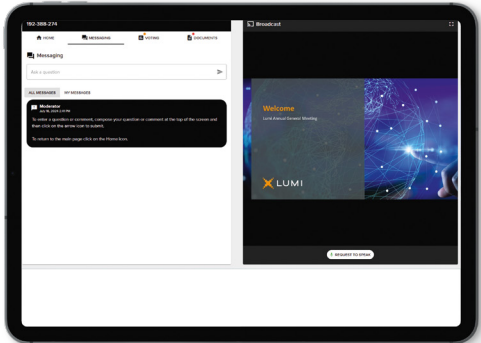 192-388-274
HOME MESSAGING VOTING DOCUMENTS
Messaging
Ask a question
ALL MESSAGES MY MESSAGES
Moderator
To enter a question or comment, compose your question or comment at the top of the screen and
then click on the arrow icon to submit.
To return to the main page click on the Home Icon.
Broadcast
Welcome
Lumi Annual General Meeting
LUMI
REQUEST TO SPEAK